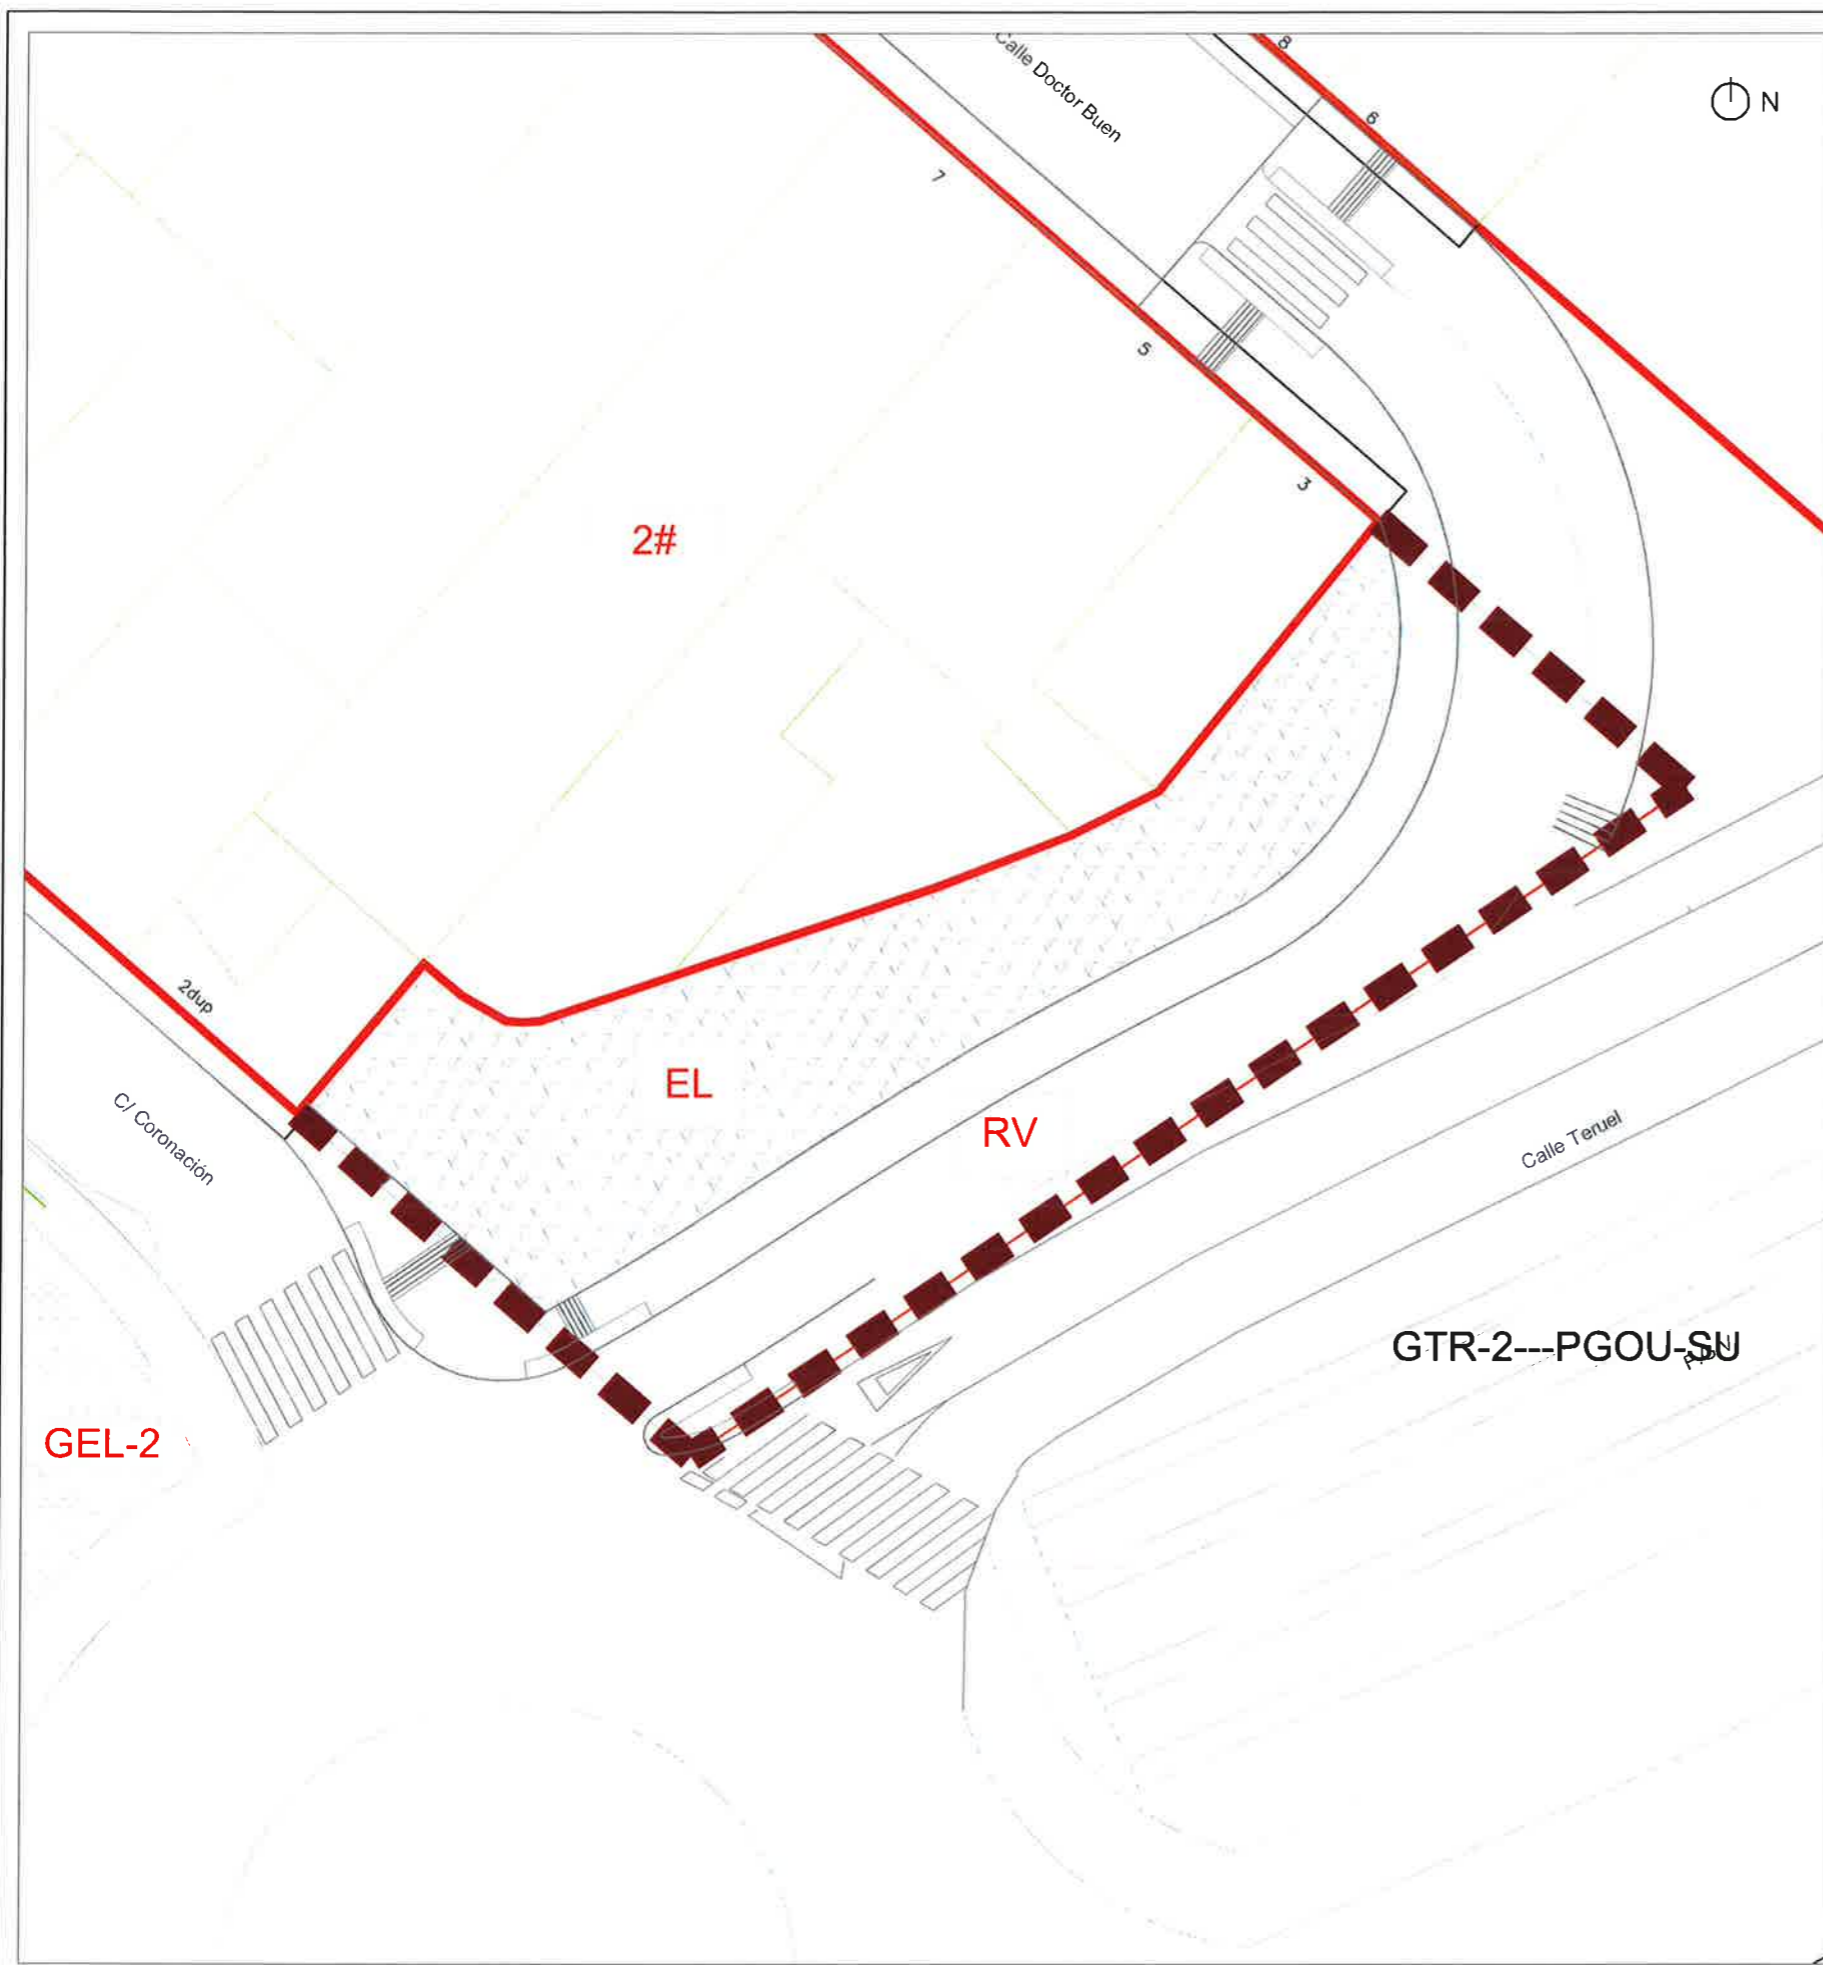 Calle Doctor Buen
8
6
N
7
5
3
2#
2dup
C/ Coronación
EL
RV
Calle Teruel
GTR-2---PGOU-SU
GEL-2